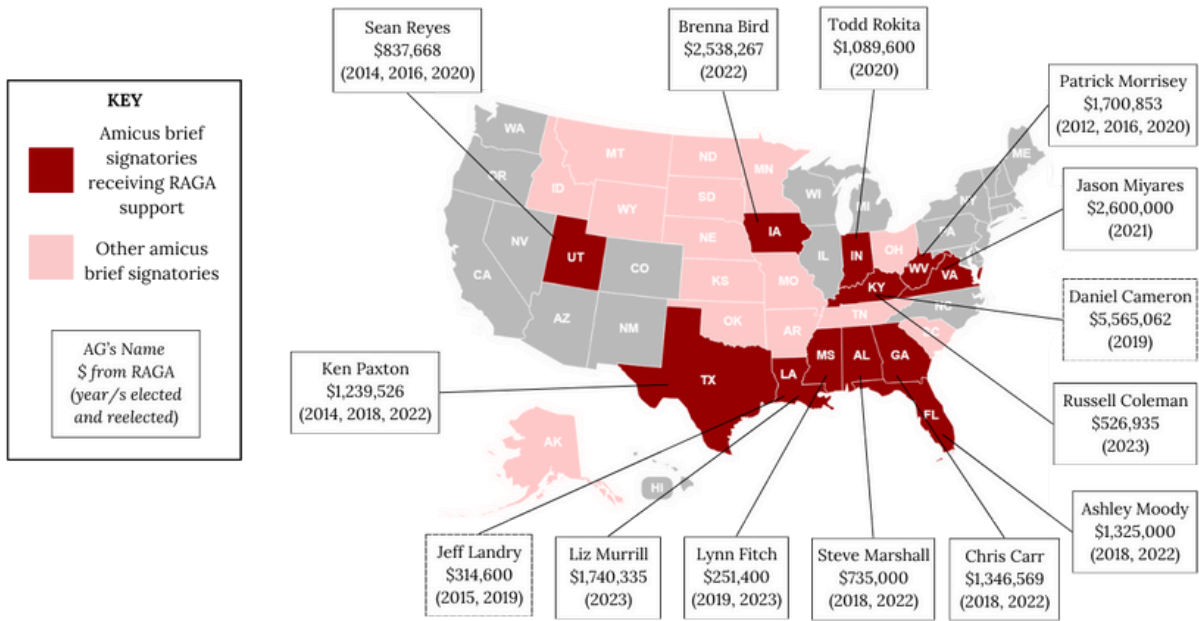 KEY
Amicus brief
signatories
receiving RAGA
support
Other amicus
brief signatories
AG's Name
$ from RAGA
(year/s elected
and reelected)
Sean Reyes
$837,668
(2014, 2016, 2020)
Brenna Bird
$2,538,267
(2022)
Todd Rokita
$1,089,600
(2020)
Patrick Morrisey
$1,700,853
(2012, 2016, 2020)
Jason Miyares
$2,600,000
(2021)
Daniel Cameron
$5,565,062
(2019)
Russell Coleman
$526,935
(2023)
Ashley Moody
$1,325,000
(2018, 2022)
Ken Paxton
$1,239,526
(2014, 2018, 2022)
Jeff Landry
$314,600
(2015, 2019)
Liz Murrill
$1,740,335
(2023)
Lynn Fitch
$251,400
(2019, 2023)
Steve Marshall
$735,000
(2018, 2022)
Chris Carr
$1,346,569
(2018, 2022)
WA
OR
CA
NV
ID
MT
WY
UT
CO
AZ
NM
ND
SD
NE
KS
OK
TX
MN
IA
MO
AR
LA
WI
IL
MI
IN
OH
KY
TN
MS
AL
GA
FL
SC
NC
VA
WV
PA
NY
ME
AK
HI